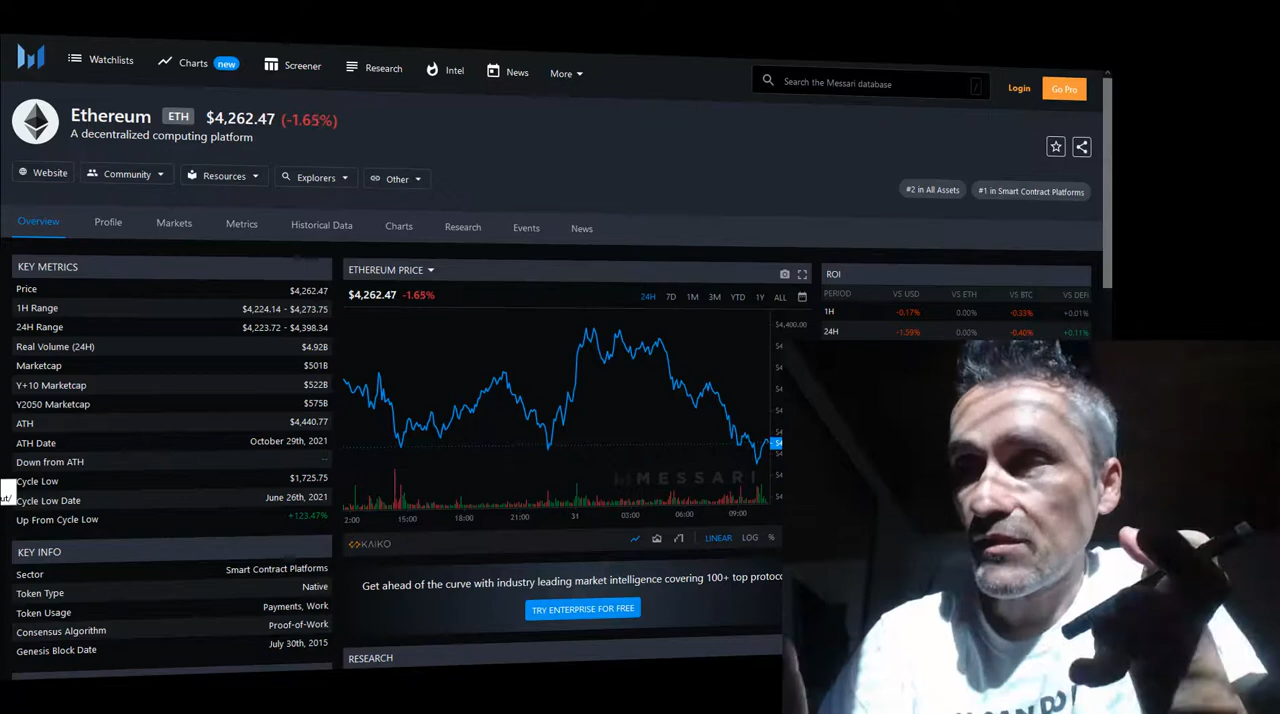 Watchlists Charts new Screener Research Intel News More Search the Messari database / Login Go Pro
Ethereum ETH $4,262.47 (-1.65%)
A decentralized computing platform
Website Community Resources Explorers Other
#2 in All Assets #1 in Smart Contract Platforms
Overview Profile Markets Metrics Historical Data Charts Research Events News
KEY METRICS
Price $4,262.47
1H Range $4,224.14 - $4,273.75
24H Range $4,223.72 - $4,398.34
Real Volume (24H) $4.92B
Marketcap $501B
Y+10 Marketcap $522B
Y2050 Marketcap $575B
ATH $4,440.77
ATH Date October 29th, 2021
Down from ATH --
Cycle Low $1,725.75
Cycle Low Date June 26th, 2021
Up From Cycle Low +123.47%
ut/
KEY INFO
Sector Smart Contract Platforms
Token Type Native
Token Usage Payments, Work
Consensus Algorithm Proof-of-Work
Genesis Block Date July 30th, 2015
ETHEREUM PRICE
$4,262.47 -1.65% 24H 7D 1M 3M YTD 1Y ALL
$4,400.00
MESSARI
2:00 15:00 18:00 21:00 31 03:00 06:00 09:00
KAIKO LINEAR LOG %
Get ahead of the curve with industry leading market intelligence covering 100+ top protoco
TRY ENTERPRISE FOR FREE
RESEARCH
ROI
PERIOD VS USD VS ETH VS BTC VS DEFI
1H -0.17% 0.00% -0.33% +0.01%
24H -1.59% 0.00% -0.40% +0.11%